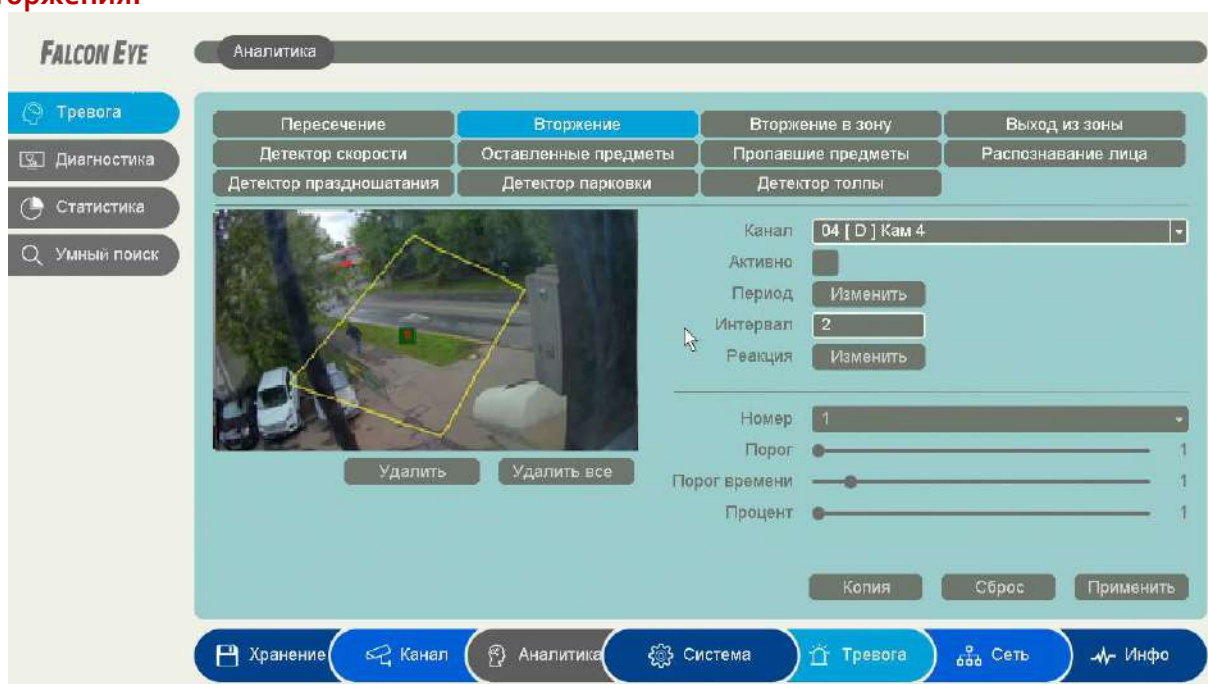 FALCON EYE
Аналитика
Тревога
Диагностика
Статистика
Умный поиск
Пересечение Вторжение Вторжение в зону Выход из зоны
Детектор скорости Оставленные предметы Пропавшие предметы Распознавание лица
Детектор праздношатания Детектор парковки Детектор толпы
Канал 04 [ D ] Кам 4
Активно
Период Изменить
Интервал 2
Реакция Изменить
Номер 1
Порог 1
Порог времени 1
Процент 1
Удалить Удалить все
Копия Сброс Применить
Хранение Канал Аналитика Система Тревога Сеть Инфо